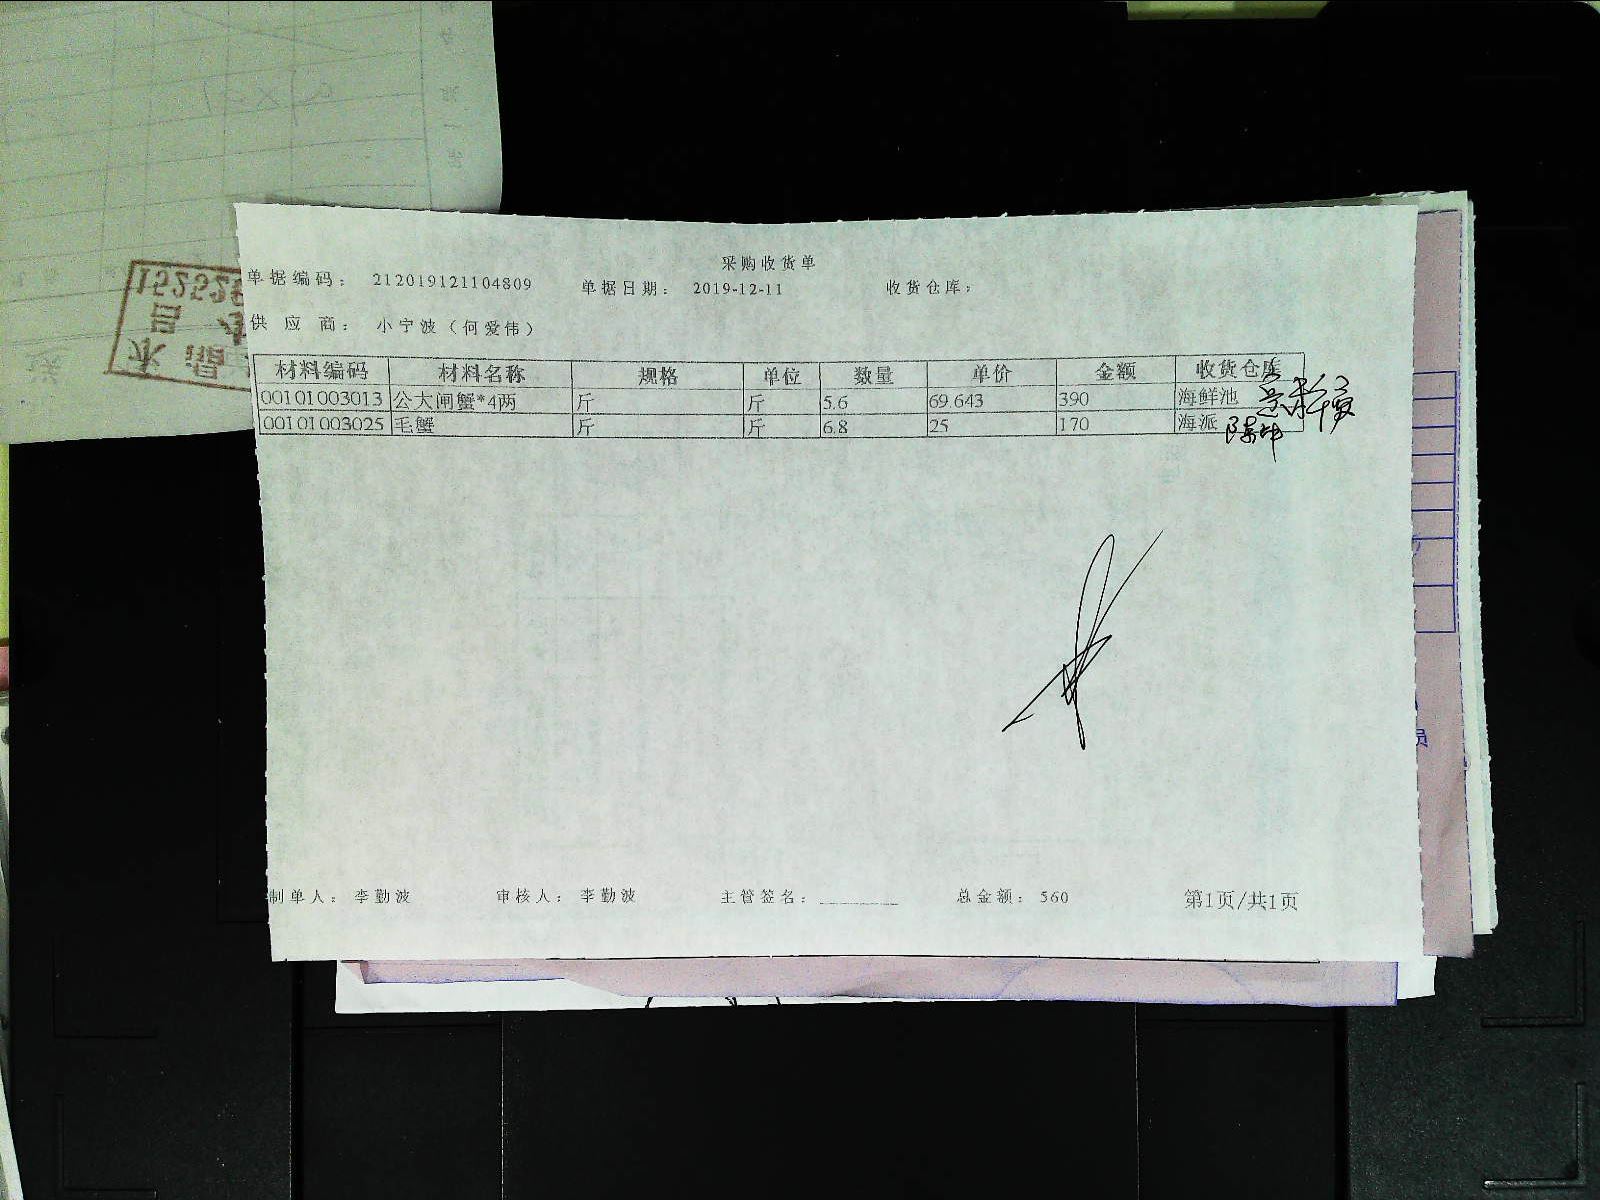 采购收货单
单据编码： 212019121104809 单据日期： 2019-12-11 收货仓库：
供 应 商： 小宁波（何爱伟）
材料编码 材料名称 规格 单位 数量 单价 金额 收货仓库
00101003013 公大闸蟹*4两 斤 斤 5.6 69.643 390 海鲜池
00101003025 毛蟹 斤 斤 6.8 25 170 海派
制单人： 李勤波 审核人： 李勤波 主管签名： 总金额： 560 第1页/共1页
员